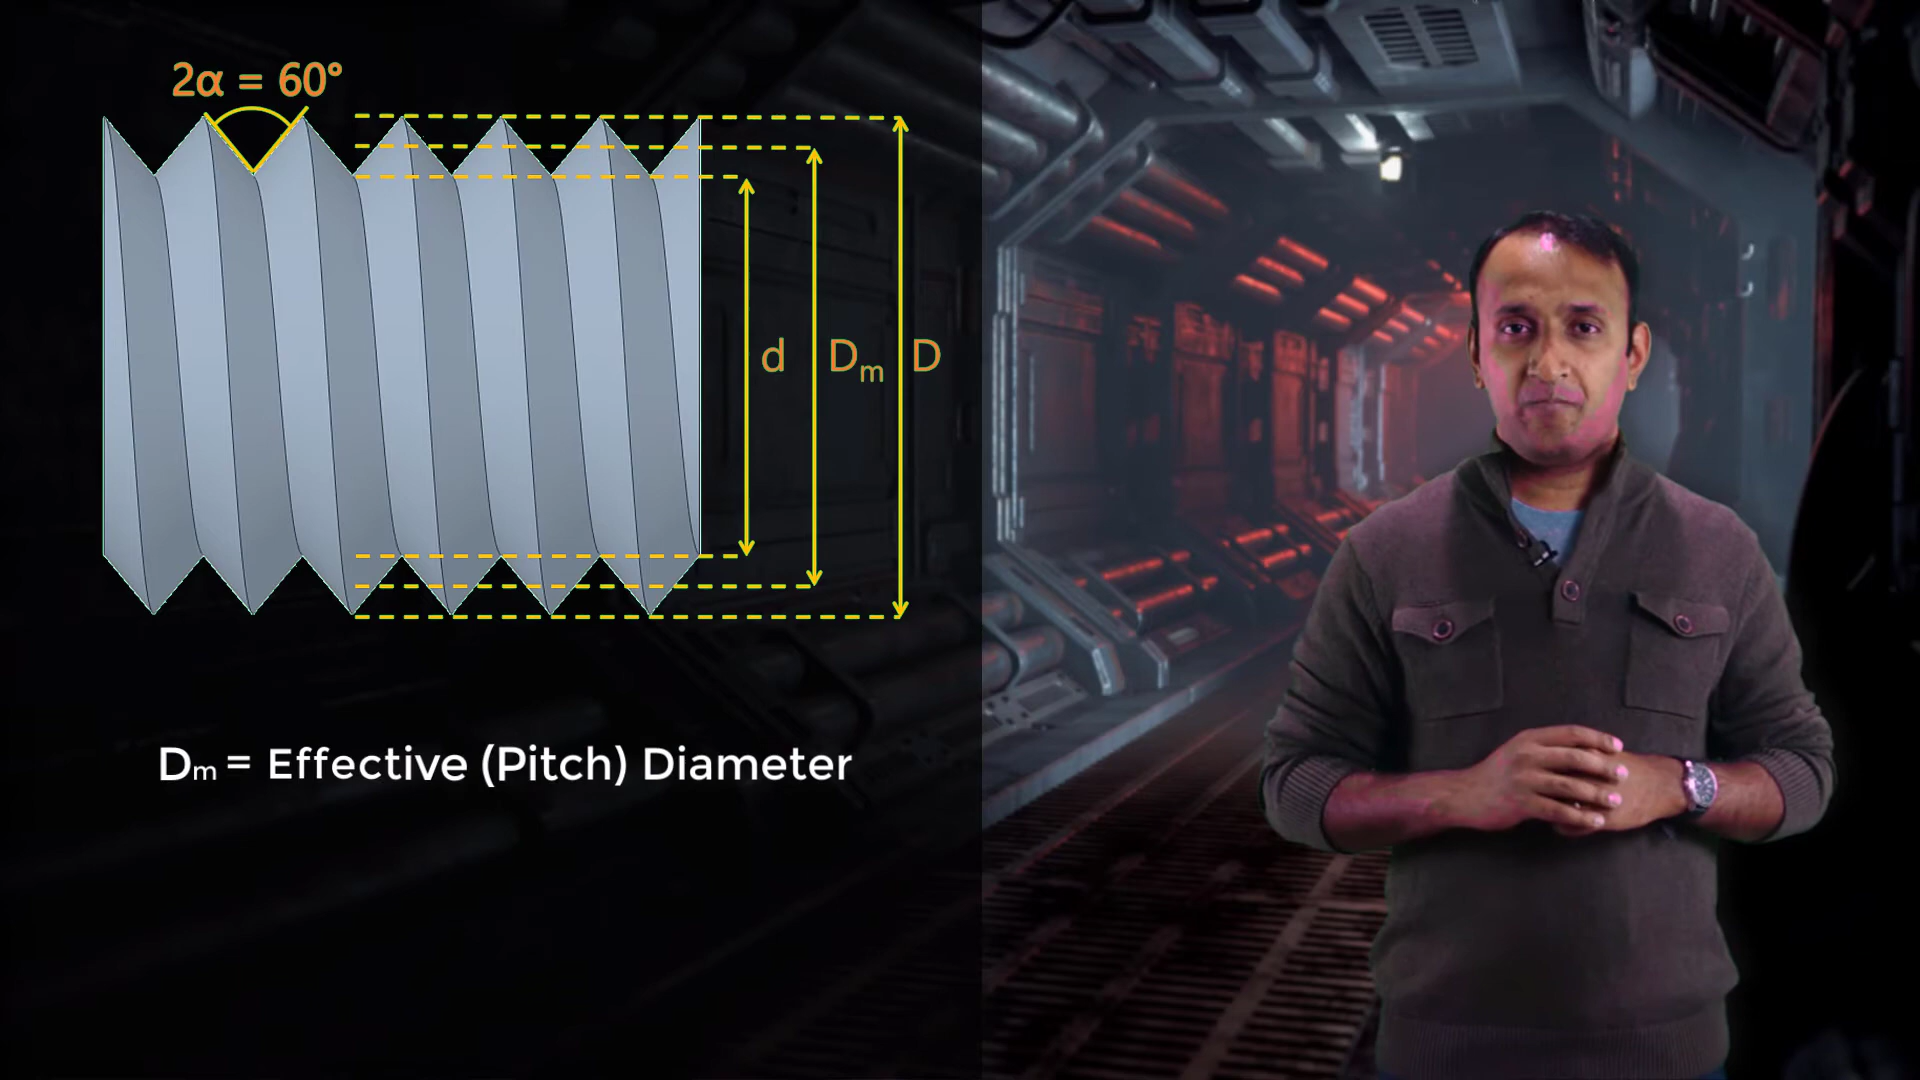 2α = 60°
d
Dm
D
Dm = Effective (Pitch) Diameter